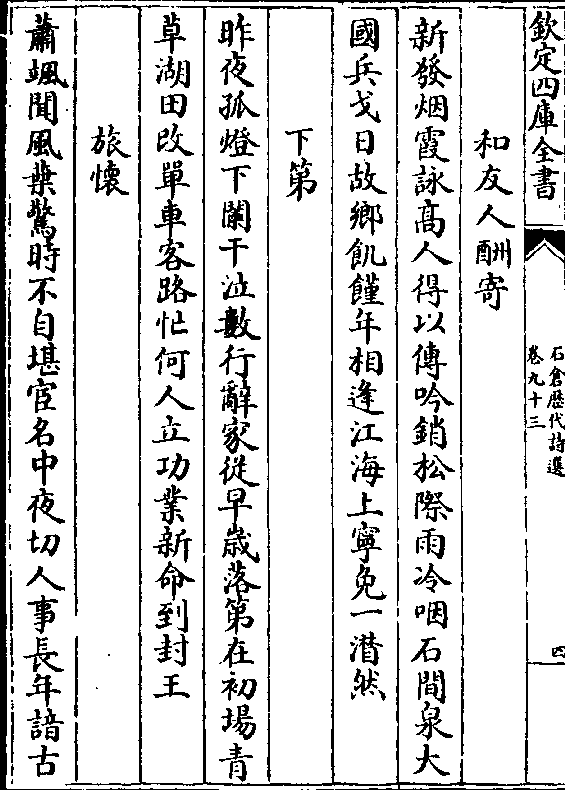 欽定四庫全書
石倉歴代詩選
卷九十三
四
和友人酬寄
新發烟霞詠髙人得以傳吟銷松際雨冷咽石間泉大
國兵戈日故鄉飢饉年相逢江海上寧免一潸然
下第
昨夜孤燈下闌干泣數行辭家從早歳落第在初場青
草湖田改單車客路忙何人立功業新命到封王
旅懷
蕭颯聞風葉驚時不自堪宦名中夜切人事長年諳古